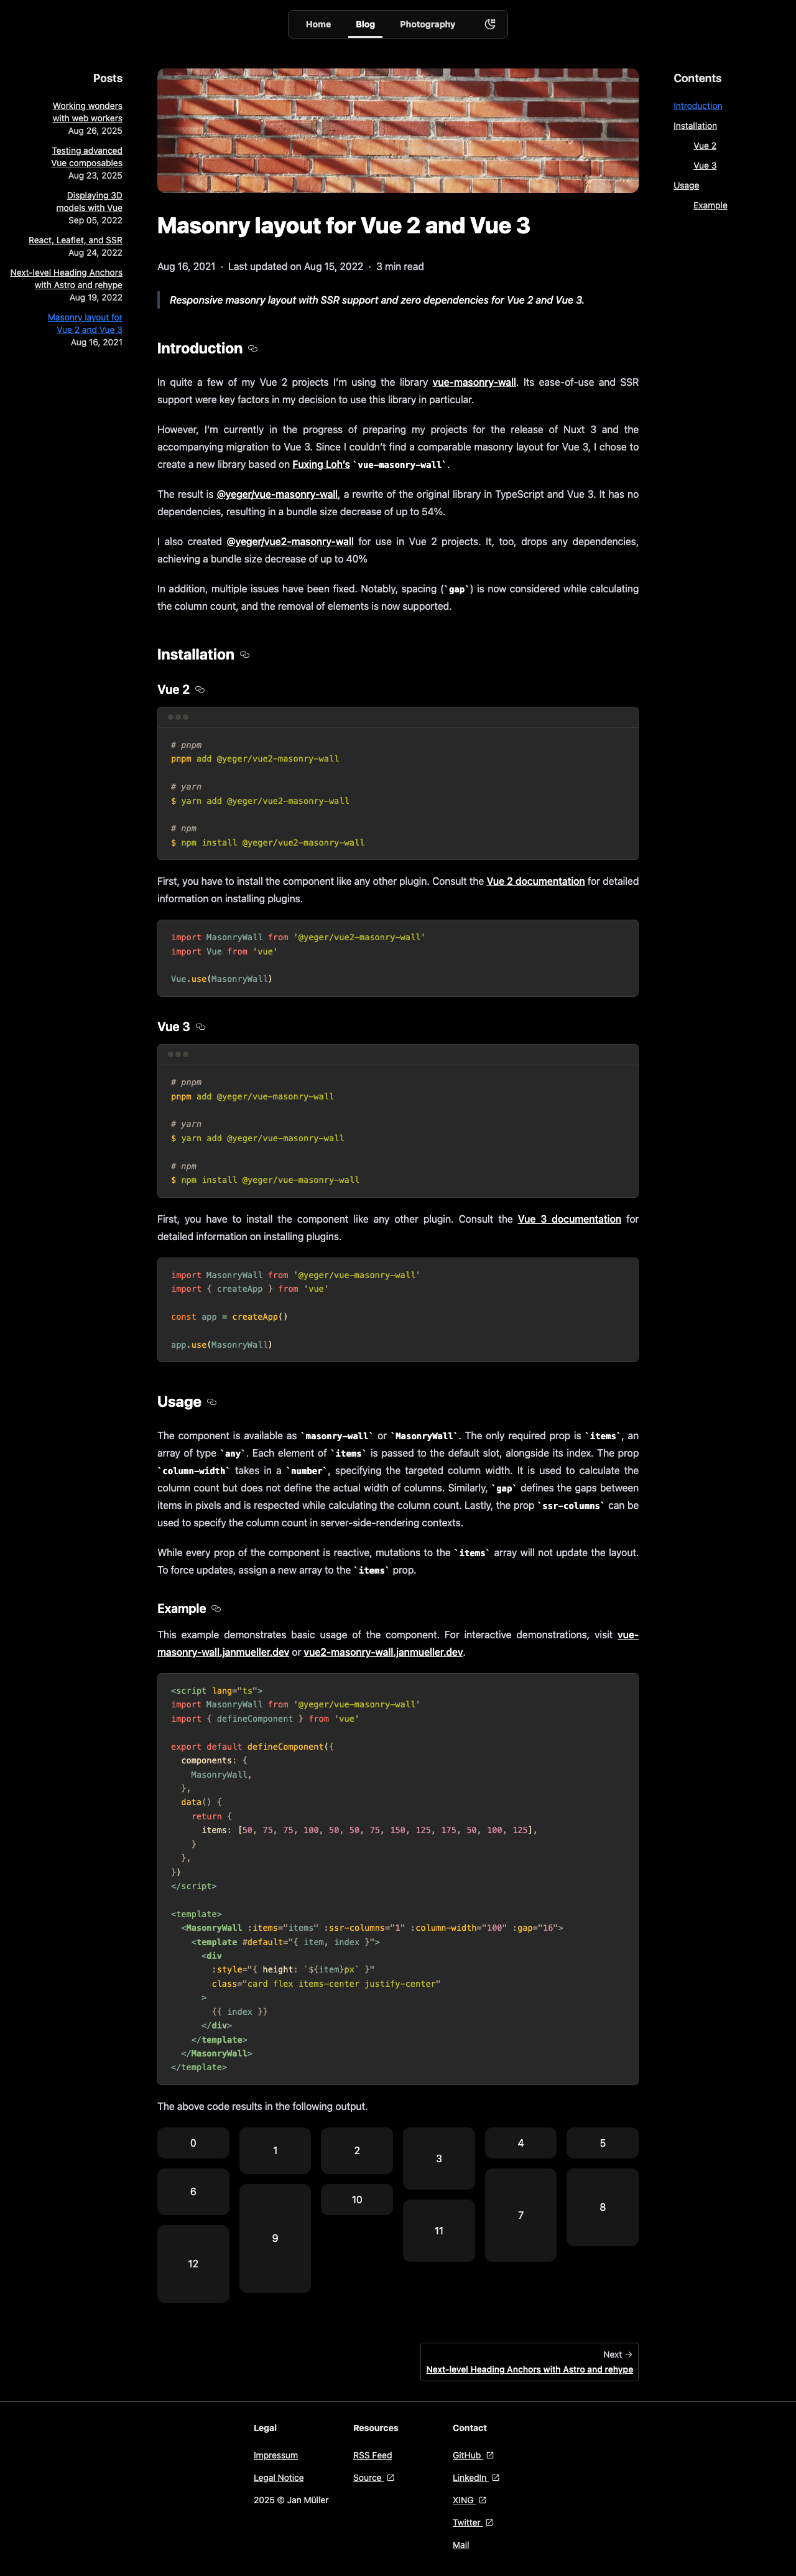 Home Blog Photography
Posts
Working wonders
with web workers
Aug 26, 2025
Testing advanced
Vue composables
Aug 23, 2025
Displaying 3D
models with Vue
Sep 05, 2022
React, Leaflet, and SSR
Aug 24, 2022
Next-level Heading Anchors
with Astro and rehype
Aug 19, 2022
Masonry layout for
Vue 2 and Vue 3
Aug 16, 2021
Contents
Introduction
Installation
Vue 2
Vue 3
Usage
Example
Masonry layout for Vue 2 and Vue 3
Aug 16, 2021 · Last updated on Aug 15, 2022 · 3 min read
Responsive masonry layout with SSR support and zero dependencies for Vue 2 and Vue 3.
Introduction
In quite a few of my Vue 2 projects I’m using the library vue-masonry-wall. Its ease-of-use and SSR
support were key factors in my decision to use this library in particular.
However, I’m currently in the progress of preparing my projects for the release of Nuxt 3 and the
accompanying migration to Vue 3. Since I couldn’t find a comparable masonry layout for Vue 3, I chose to
create a new library based on Fuxing Loh’s `vue-masonry-wall`.
The result is @yeger/vue-masonry-wall, a rewrite of the original library in TypeScript and Vue 3. It has no
dependencies, resulting in a bundle size decrease of up to 54%.
I also created @yeger/vue2-masonry-wall for use in Vue 2 projects. It, too, drops any dependencies,
achieving a bundle size decrease of up to 40%
In addition, multiple issues have been fixed. Notably, spacing (`gap`) is now considered while calculating
the column count, and the removal of elements is now supported.
Installation
Vue 2
# pnpm
pnpm add @yeger/vue2-masonry-wall
# yarn
$ yarn add @yeger/vue2-masonry-wall
# npm
$ npm install @yeger/vue2-masonry-wall
First, you have to install the component like any other plugin. Consult the Vue 2 documentation for detailed
information on installing plugins.
import MasonryWall from '@yeger/vue2-masonry-wall'
import Vue from 'vue'
Vue.use(MasonryWall)
Vue 3
# pnpm
pnpm add @yeger/vue-masonry-wall
# yarn
$ yarn add @yeger/vue-masonry-wall
# npm
$ npm install @yeger/vue-masonry-wall
First, you have to install the component like any other plugin. Consult the Vue 3 documentation for
detailed information on installing plugins.
import MasonryWall from '@yeger/vue-masonry-wall'
import { createApp } from 'vue'
const app = createApp()
app.use(MasonryWall)
Usage
The component is available as `masonry-wall` or `MasonryWall`. The only required prop is `items`, an
array of type `any`. Each element of `items` is passed to the default slot, alongside its index. The prop
`column-width` takes in a `number`, specifying the targeted column width. It is used to calculate the
column count but does not define the actual width of columns. Similarly, `gap` defines the gaps between
items in pixels and is respected while calculating the column count. Lastly, the prop `ssr-columns` can be
used to specify the column count in server-side-rendering contexts.
While every prop of the component is reactive, mutations to the `items` array will not update the layout.
To force updates, assign a new array to the `items` prop.
Example
This example demonstrates basic usage of the component. For interactive demonstrations, visit vue-
masonry-wall.janmueller.dev or vue2-masonry-wall.janmueller.dev.
<script lang="ts">
import MasonryWall from '@yeger/vue-masonry-wall'
import { defineComponent } from 'vue'
export default defineComponent({
components: {
MasonryWall,
},
data() {
return {
items: [50, 75, 75, 100, 50, 50, 75, 150, 125, 175, 50, 100, 125],
}
},
})
</script>
<template>
<MasonryWall :items="items" :ssr-columns="1" :column-width="100" :gap="16">
<template #default="{ item, index }">
<div
:style="{ height: `${item}px` }"
class="card flex items-center justify-center"
>
{{ index }}
</div>
</template>
</MasonryWall>
</template>
The above code results in the following output.
0
1
2
3
4
5
6
7
8
9
10
11
12
Next →
Next-level Heading Anchors with Astro and rehype
Legal
Impressum
Legal Notice
2025 © Jan Müller
Resources
RSS Feed
Source
Contact
GitHub
LinkedIn
XING
Twitter
Mail